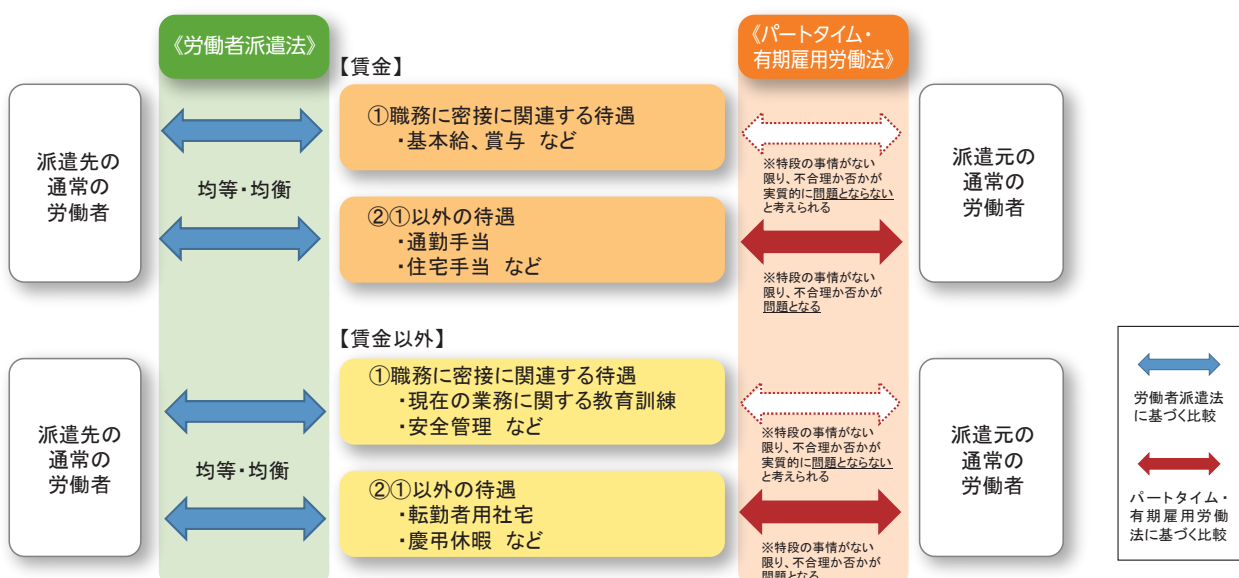 《労働者派遣法》
《パートタイム・
有期雇用労働法》
【賃金】
派遣先の
通常の
労働者
均等・均衡
①職務に密接に関連する待遇
・基本給、賞与 など
②①以外の待遇
・通勤手当
・住宅手当 など
※特段の事情がない
限り、不合理か否かが
実質的に問題とならない
と考えられる
※特段の事情がない
限り、不合理か否かが
問題となる
派遣元の
通常の
労働者
【賃金以外】
派遣先の
通常の
労働者
均等・均衡
①職務に密接に関連する待遇
・現在の業務に関する教育訓練
・安全管理 など
②①以外の待遇
・転勤者用社宅
・慶弔休暇 など
※特段の事情がない
限り、不合理か否かが
実質的に問題とならない
と考えられる
※特段の事情がない
限り、不合理か否かが
問題となる
派遣元の
通常の
労働者
労働者派遣法
に基づく比較
パートタイム・
有期雇用労働
法に基づく比較